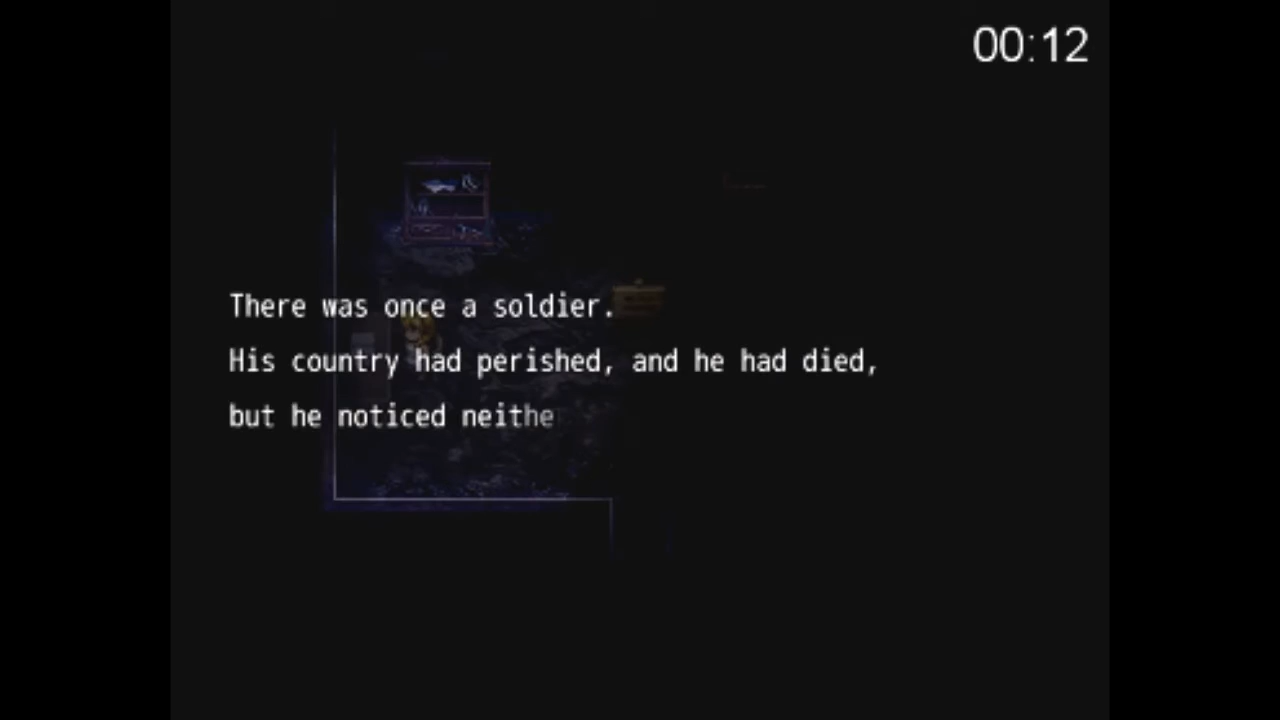 00:12
There was once a soldier.
His country had perished, and he had died,
but he noticed neithe